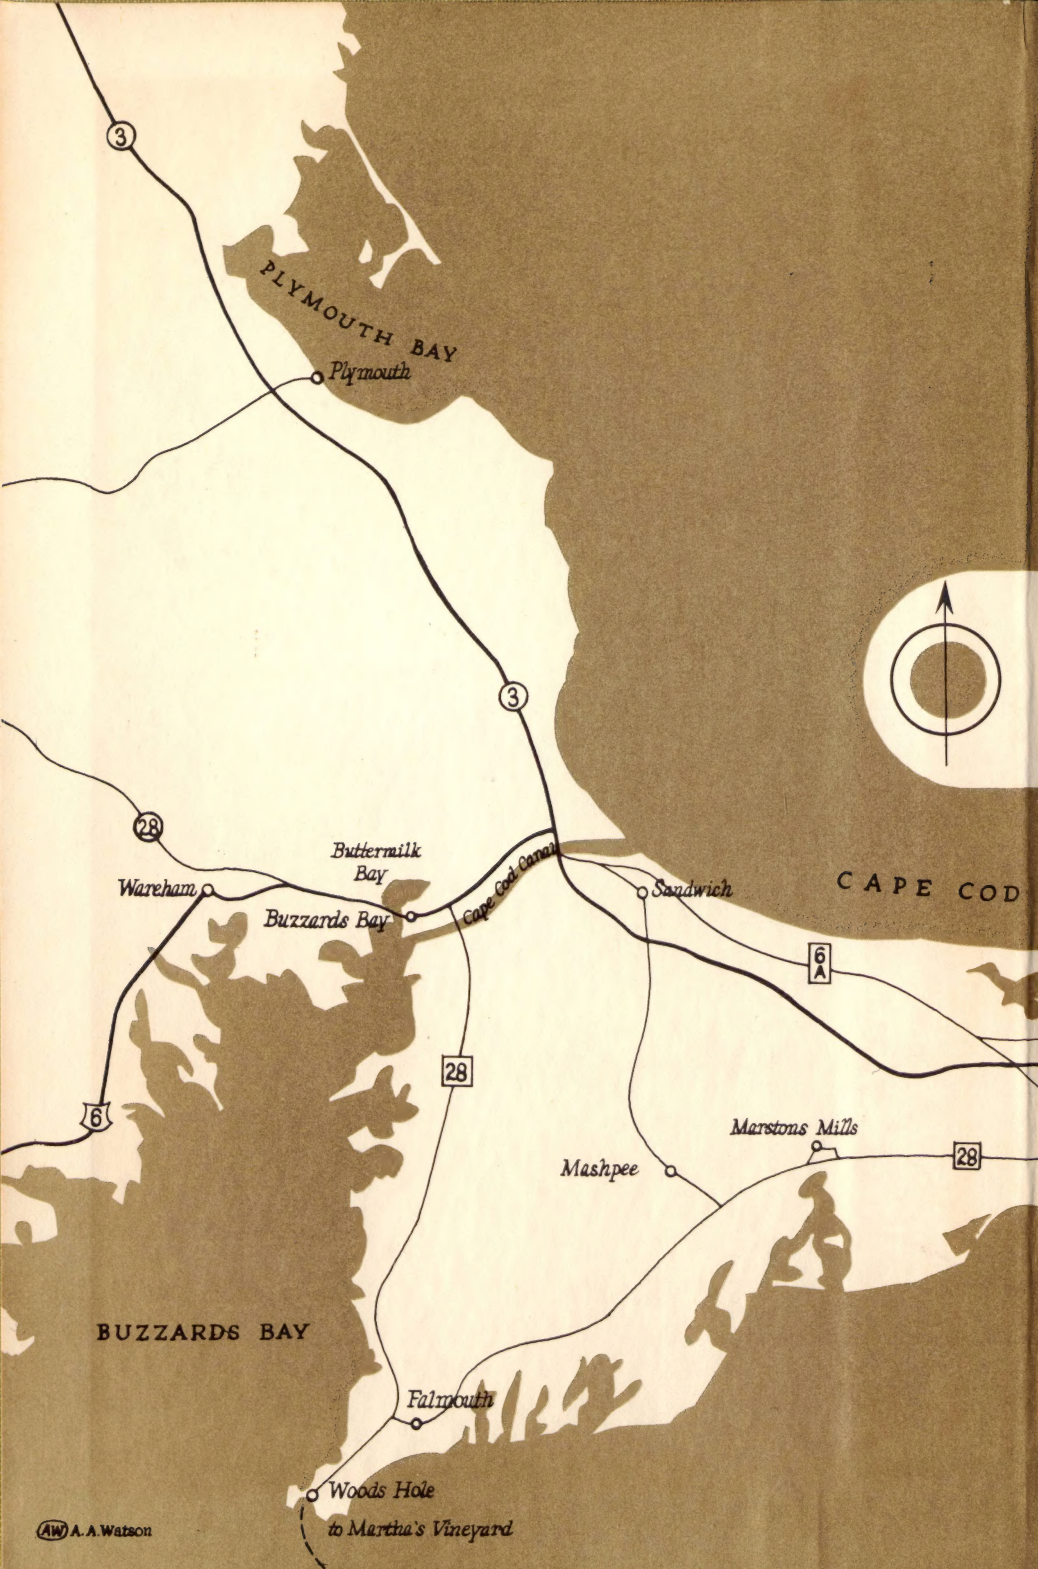 3
PLYMOUTH BAY
Plymouth
3
28
Buttermilk
Bay
Wareham
Buzzards Bay
Cape Cod Canal
Sandwich
CAPE COD
6
A
28
6
Marstons Mills
Mashpee
28
BUZZARDS BAY
Falmouth
Woods Hole
to Martha's Vineyard
AW A. A. Watson